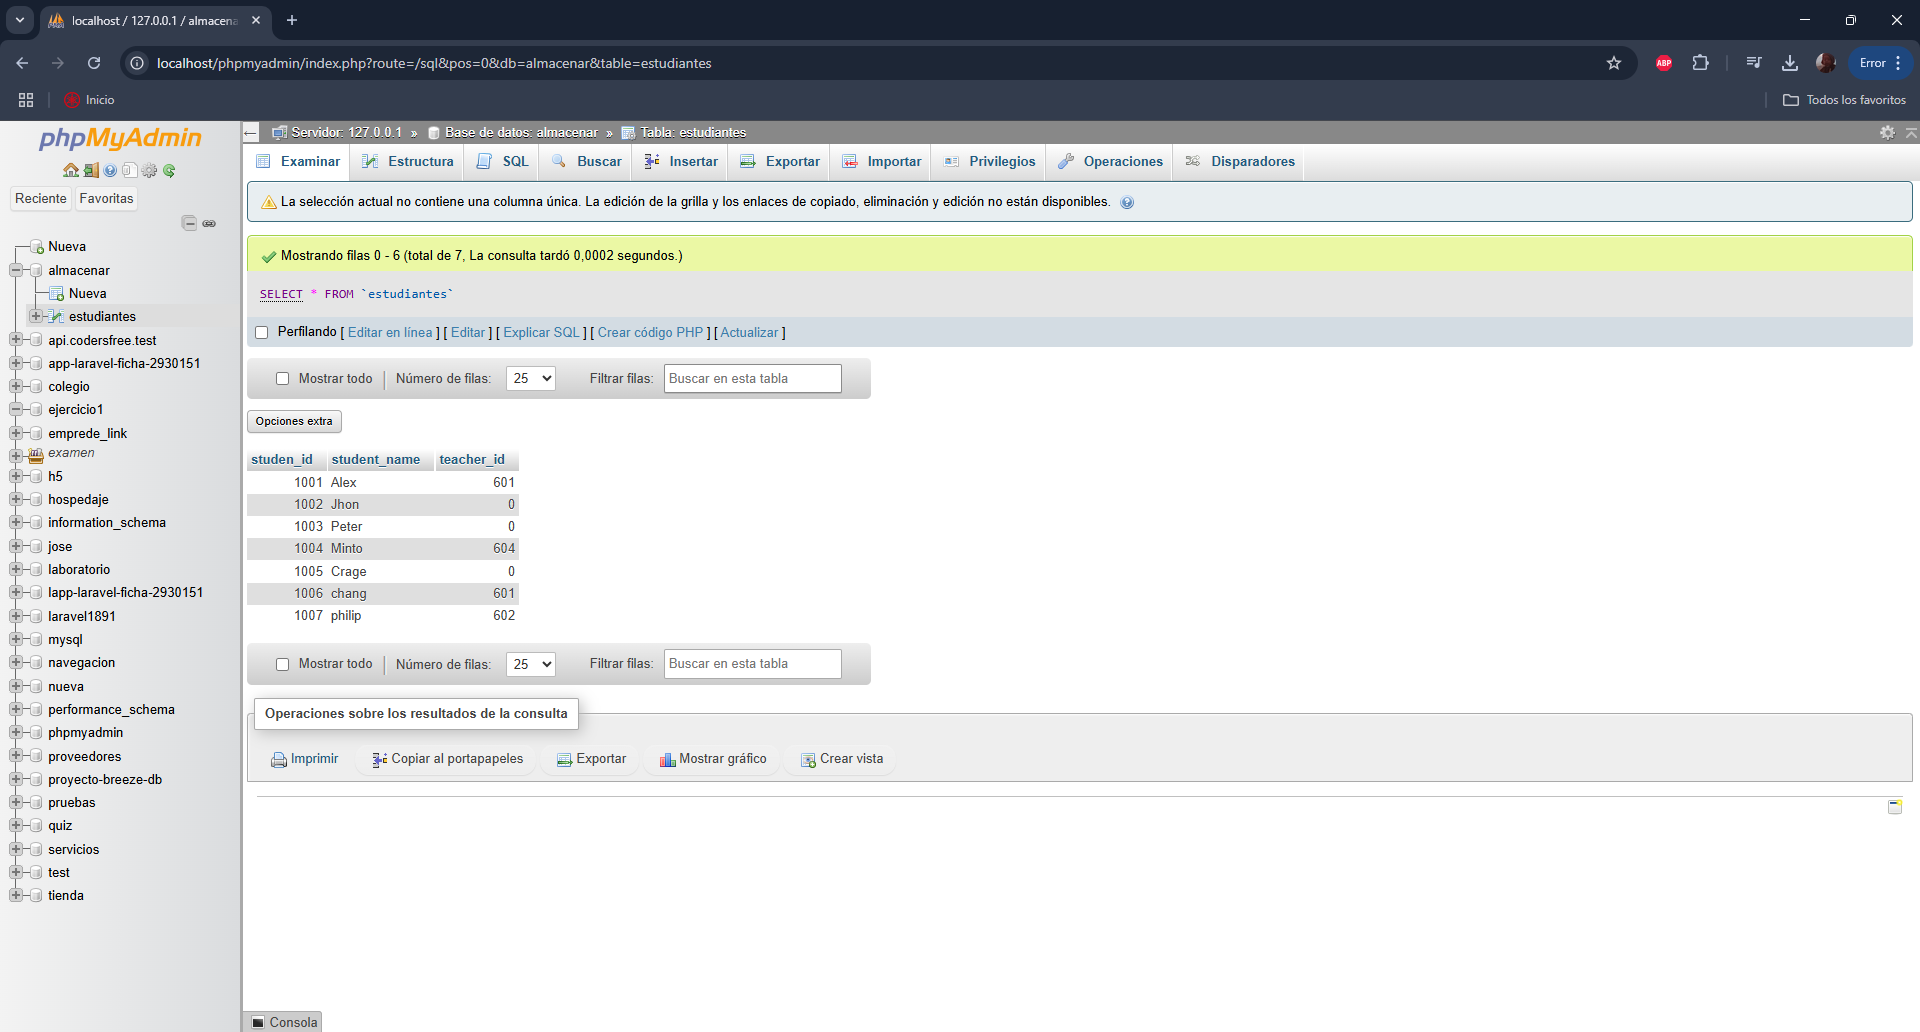 localhost / 127.0.0.1 / almacena
localhost/phpmyadmin/index.php?route=/sql&pos=0&db=almacenar&table=estudiantes
ABP
Error
Inicio
Todos los favoritos
phpMyAdmin
Reciente Favoritas
Nueva
almacenar
Nueva
estudiantes
api.codersfree.test
app-laravel-ficha-2930151
colegio
ejercicio1
emprede_link
examen
h5
hospedaje
information_schema
jose
laboratorio
lapp-laravel-ficha-2930151
laravel1891
mysql
navegacion
nueva
performance_schema
phpmyadmin
proveedores
proyecto-breeze-db
pruebas
quiz
servicios
test
tienda
Servidor: 127.0.0.1 » Base de datos: almacenar » Tabla: estudiantes
Examinar Estructura SQL Buscar Insertar Exportar Importar Privilegios Operaciones Disparadores
La selección actual no contiene una columna única. La edición de la grilla y los enlaces de copiado, eliminación y edición no están disponibles.
Mostrando filas 0 - 6 (total de 7, La consulta tardó 0,0002 segundos.)
SELECT * FROM `estudiantes`
Perfilando [ Editar en línea ] [ Editar ] [ Explicar SQL ] [ Crear código PHP ] [ Actualizar ]
Mostrar todo | Número de filas: 25 Filtrar filas: Buscar en esta tabla
Opciones extra
studen_id student_name teacher_id
1001 Alex 601
1002 Jhon 0
1003 Peter 0
1004 Minto 604
1005 Crage 0
1006 chang 601
1007 philip 602
Mostrar todo | Número de filas: 25 Filtrar filas: Buscar en esta tabla
Operaciones sobre los resultados de la consulta
Imprimir Copiar al portapapeles Exportar Mostrar gráfico Crear vista
Consola